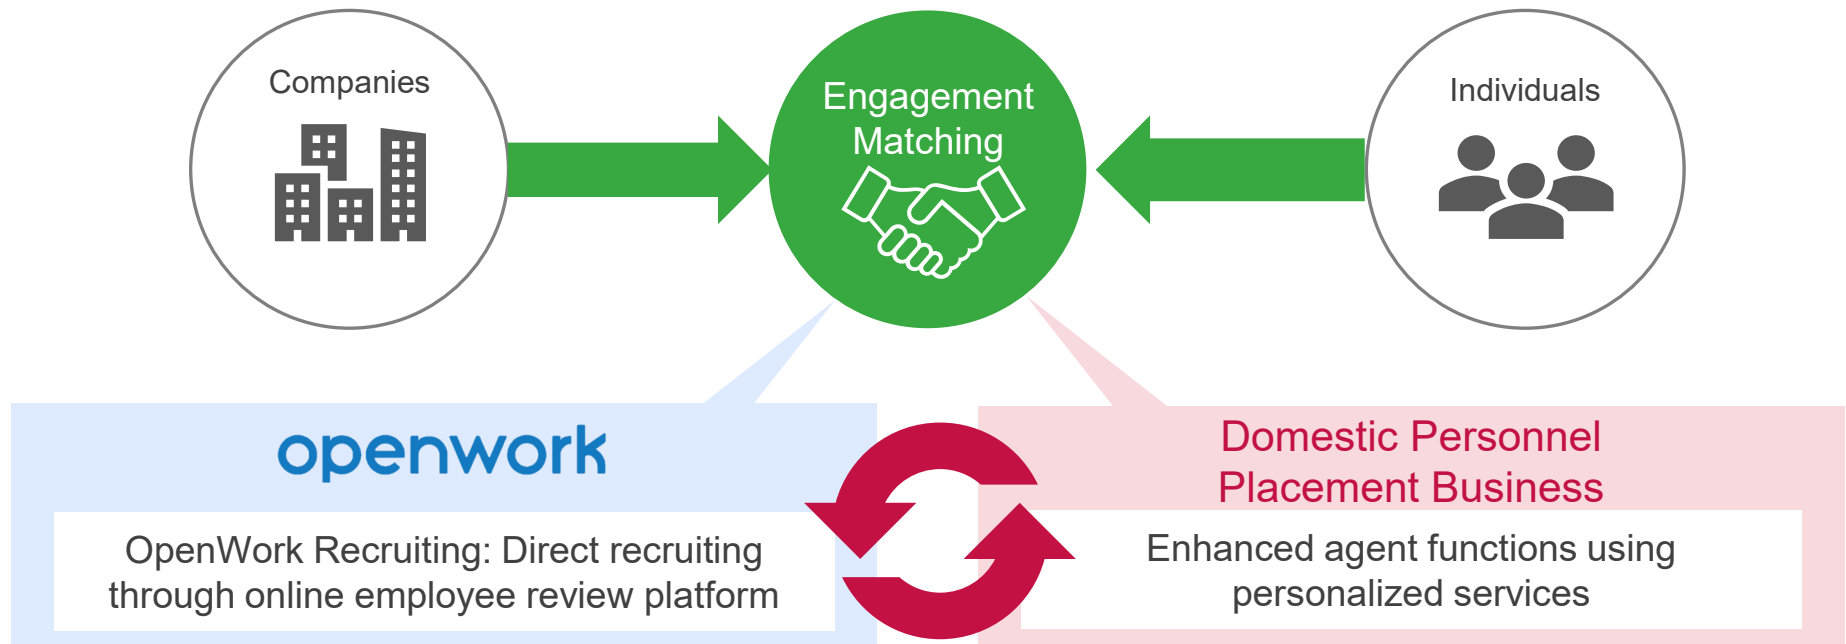 Companies
Engagement
Matching
Individuals
openwork
OpenWork Recruiting: Direct recruiting
through online employee review platform
Domestic Personnel
Placement Business
Enhanced agent functions using
personalized services